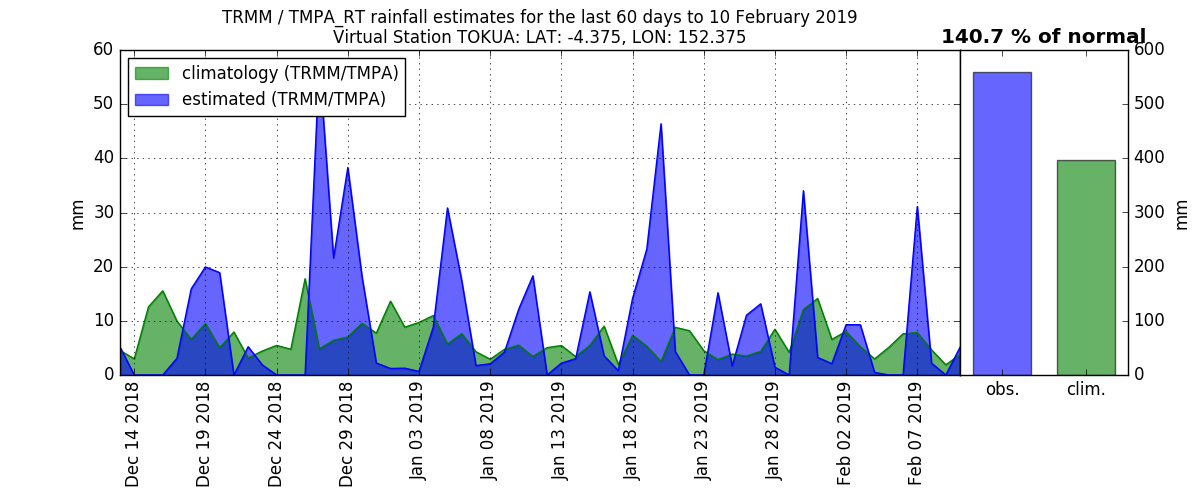 TRMM / TMPA_RT rainfall estimates for the last 60 days to 10 February 2019
Virtual Station TOKUA: LAT: -4.375, LON: 152.375
140.7 % of normal
climatology (TRMM/TMPA)
estimated (TRMM/TMPA)
60
50
40
30
20
10
0
mm
Dec 14 2018
Dec 19 2018
Dec 24 2018
Dec 29 2018
Jan 03 2019
Jan 08 2019
Jan 13 2019
Jan 18 2019
Jan 23 2019
Jan 28 2019
Feb 02 2019
Feb 07 2019
obs.
clim.
600
500
400
300
200
100
0
mm